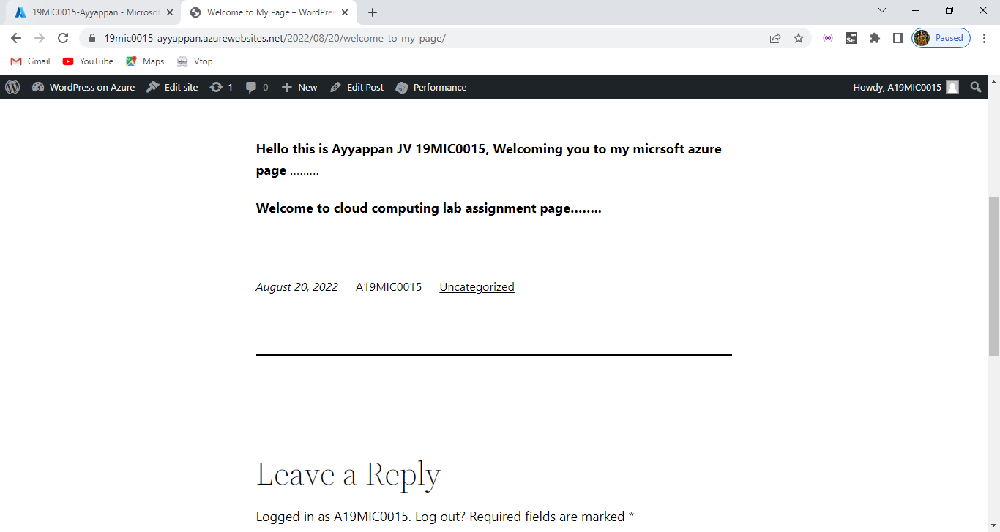 19MIC0015-Ayyappan - Microsof
Welcome to My Page – WordPres
19mic0015-ayyappan.azurewebsites.net/2022/08/20/welcome-to-my-page/
Se
Paused
Gmail YouTube Maps Vtop
WordPress on Azure Edit site 1 0 New Edit Post Performance Howdy, A19MIC0015
Hello this is Ayyappan JV 19MIC0015, Welcoming you to my micrsoft azure
page .........
Welcome to cloud computing lab assignment page........
August 20, 2022 A19MIC0015 Uncategorized
Leave a Reply
Logged in as A19MIC0015. Log out? Required fields are marked *